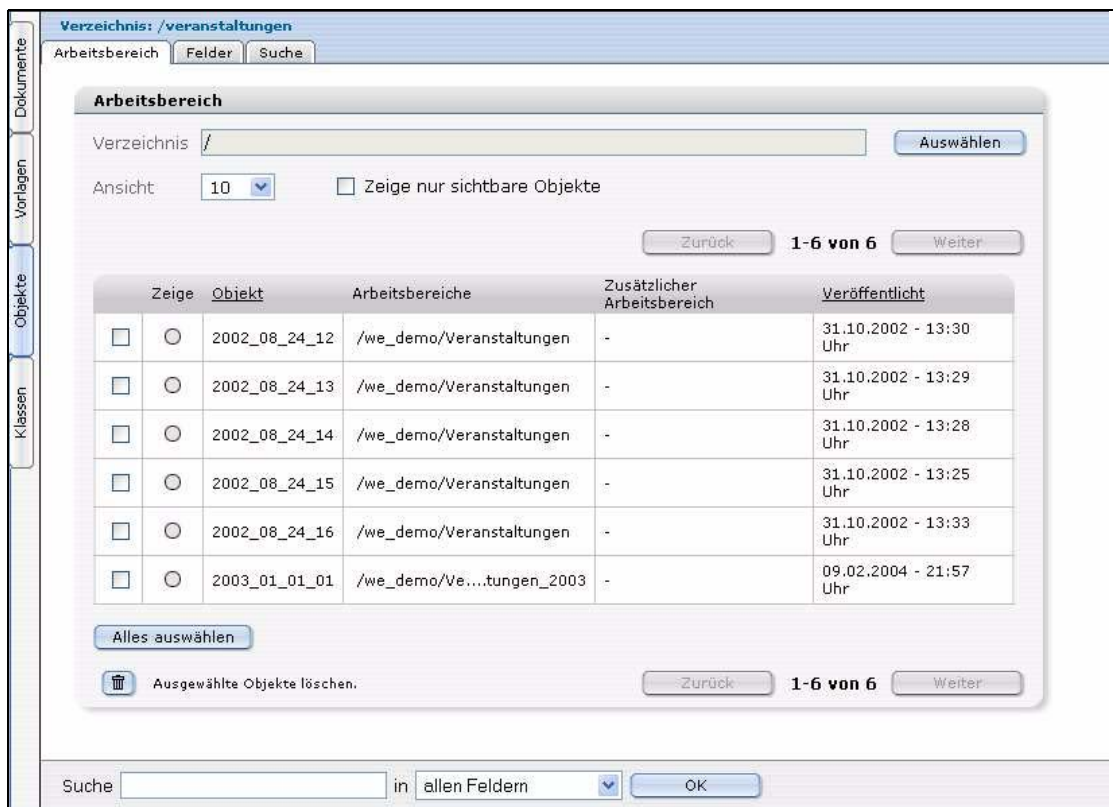 Verzeichnis: /veranstaltungen
Arbeitsbereich Felder Suche
Dokumente
Vorlagen
Objekte
Klassen
Arbeitsbereich
Verzeichnis / Auswählen
Ansicht 10 Zeige nur sichtbare Objekte
Zurück 1-6 von 6 Weiter
Zeige Objekt Arbeitsbereiche Zusätzlicher Arbeitsbereich Veröffentlicht
2002_08_24_12 /we_demo/Veranstaltungen - 31.10.2002 - 13:30 Uhr
2002_08_24_13 /we_demo/Veranstaltungen - 31.10.2002 - 13:29 Uhr
2002_08_24_14 /we_demo/Veranstaltungen - 31.10.2002 - 13:28 Uhr
2002_08_24_15 /we_demo/Veranstaltungen - 31.10.2002 - 13:25 Uhr
2002_08_24_16 /we_demo/Veranstaltungen - 31.10.2002 - 13:33 Uhr
2003_01_01_01 /we_demo/Ve....tungen_2003 - 09.02.2004 - 21:57 Uhr
Alles auswählen
Ausgewählte Objekte löschen. Zurück 1-6 von 6 Weiter
Suche in allen Feldern OK